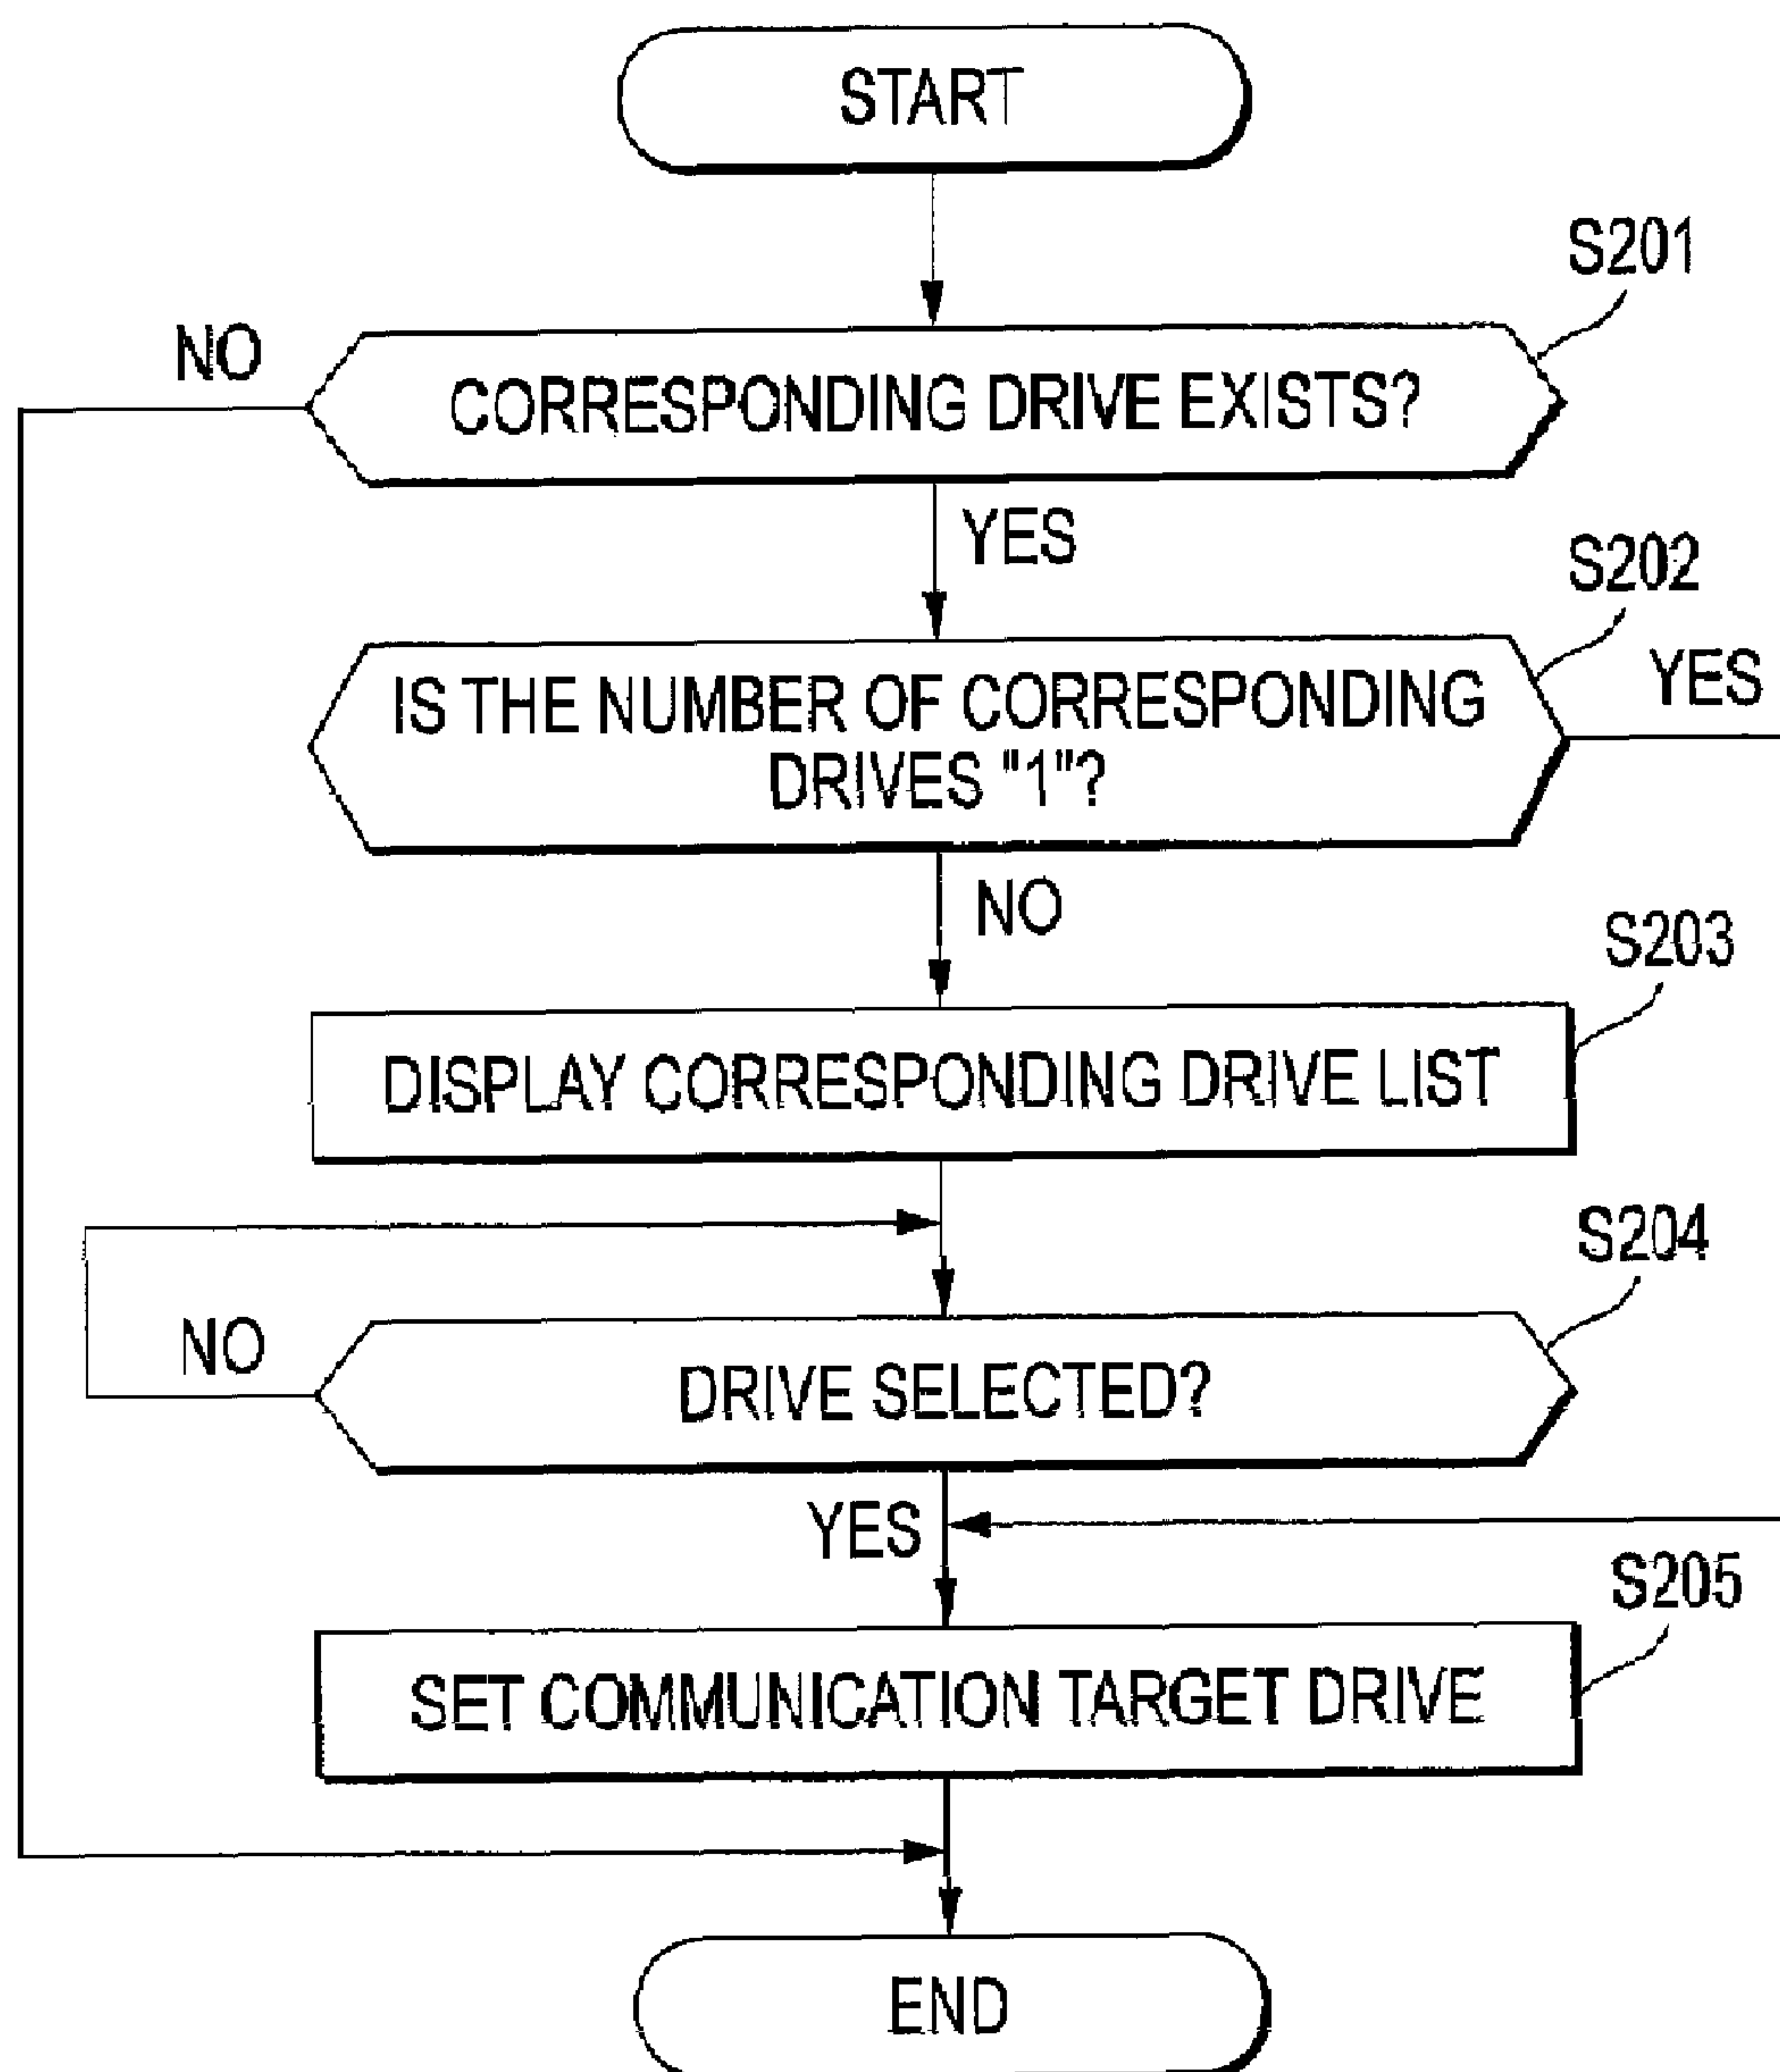 START
S201
NO
CORRESPONDING DRIVE EXISTS?
YES
S202
YES
IS THE NUMBER OF CORRESPONDING
DRIVES "1"?
NO
S203
DISPLAY CORRESPONDING DRIVE LIST
S204
NO
DRIVE SELECTED?
YES
S205
SET COMMUNICATION TARGET DRIVE
END